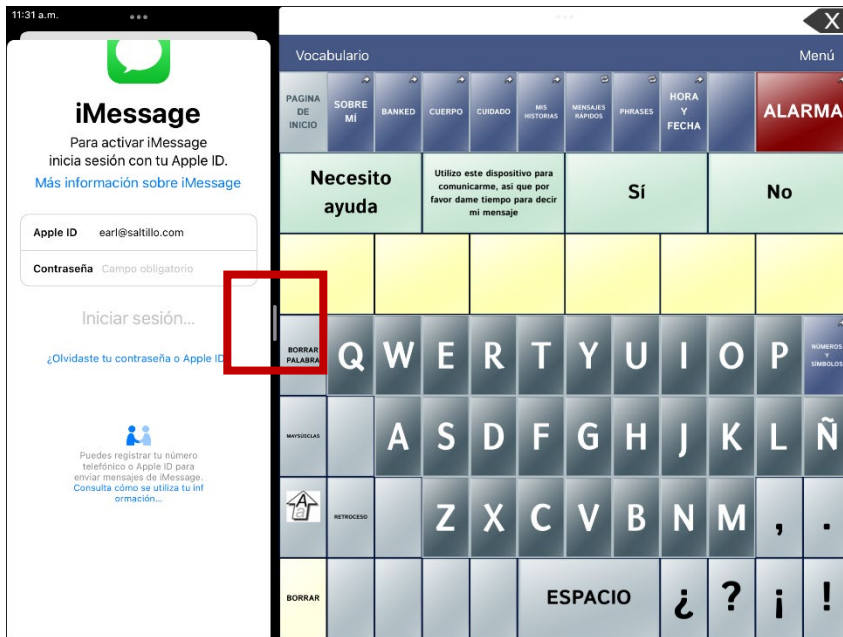 11:31 a.m.
X
iMessage
Para activar iMessage
inicia sesión con tu Apple ID.
Más información sobre iMessage
Apple ID earl@saltillo.com
Contraseña Campo obligatorio
Iniciar sesión...
¿Olvidaste tu contraseña o Apple ID
Puedes registrar tu número
telefónico o Apple ID para
enviar mensajes de iMessage.
Consulta cómo se utiliza tu inf
ormación...
Vocabulario
Menú
PAGINA
DE
INICIO
SOBRE
MÍ
BANKED
CUERPO
CUIDADO
MIS
HISTORIAS
MENSAJES
RÁPIDOS
PHRASES
HORA
Y
FECHA
ALARMA
Necesito
ayuda
Utilizo este dispositivo para
comunicarme, asi que por
favor dame tiempo para decir
mi mensaje
Sí
No
BORRAR
PALABRA
Q W E R T Y U I O P
NÚMEROS
Y
SÍMBOLOS
MAYSÚSCLAS
A S D F G H J K L Ñ
A
a
RETROCESO
Z X C V B N M , .
BORRAR
ESPACIO
¿ ? ¡ !